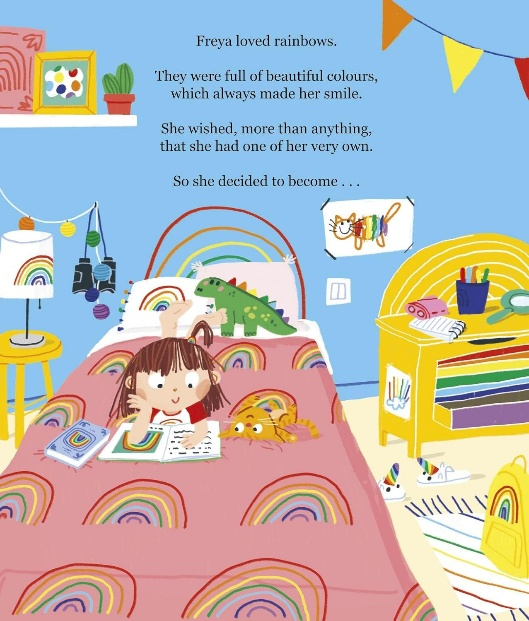 Freya loved rainbows.
They were full of beautiful colours,
which always made her smile.
She wished, more than anything,
that she had one of her very own.
So she decided to become . . .